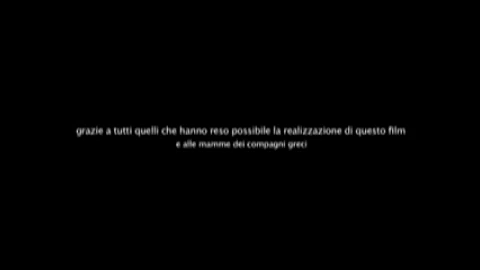 grazie a tutti quelli che hanno reso possibile la realizzazione di questo film
e alle mamme dei compagni greci